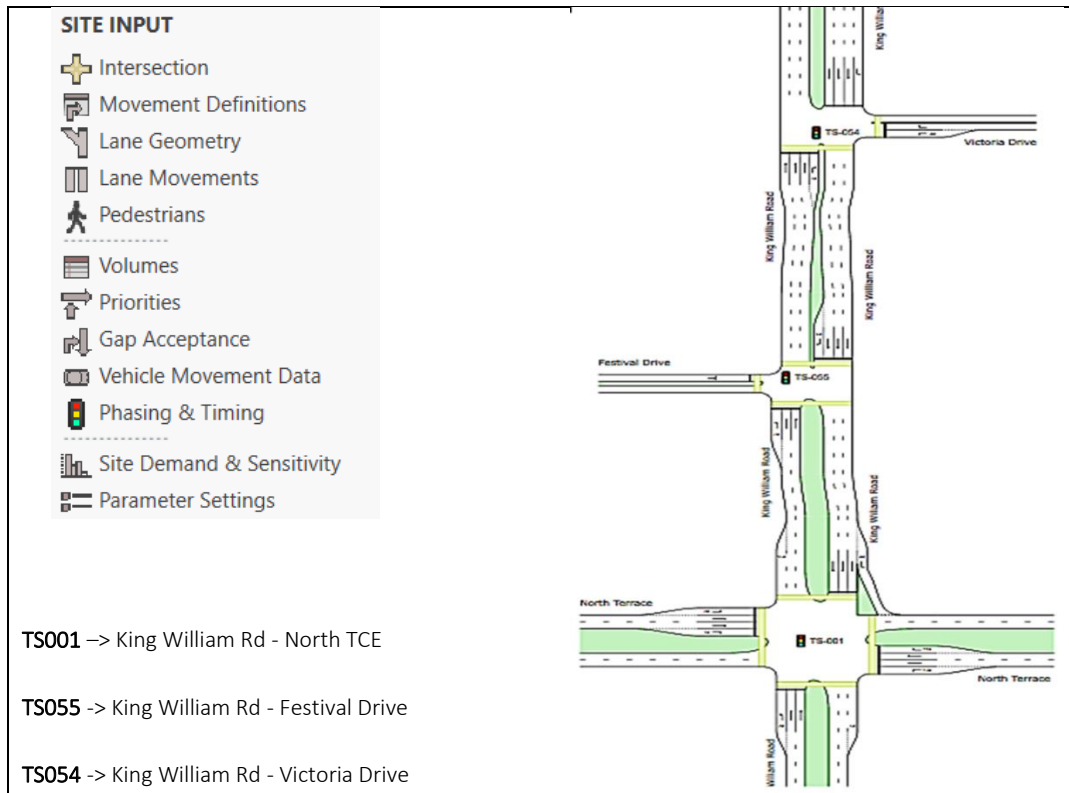 SITE INPUT
Intersection
Movement Definitions
Lane Geometry
Lane Movements
Pedestrians
Volumes
Priorities
Gap Acceptance
Vehicle Movement Data
Phasing & Timing
Site Demand & Sensitivity
Parameter Settings
TS001 –> King William Rd - North TCE
TS055 -> King William Rd - Festival Drive
TS054 -> King William Rd - Victoria Drive
King William Ro
TS-054
Victoria Drive
King William Road
King William Road
Festival Drive
TS-055
King William Road
King William Road
North Terrace
TS-001
North Terrace
William Road